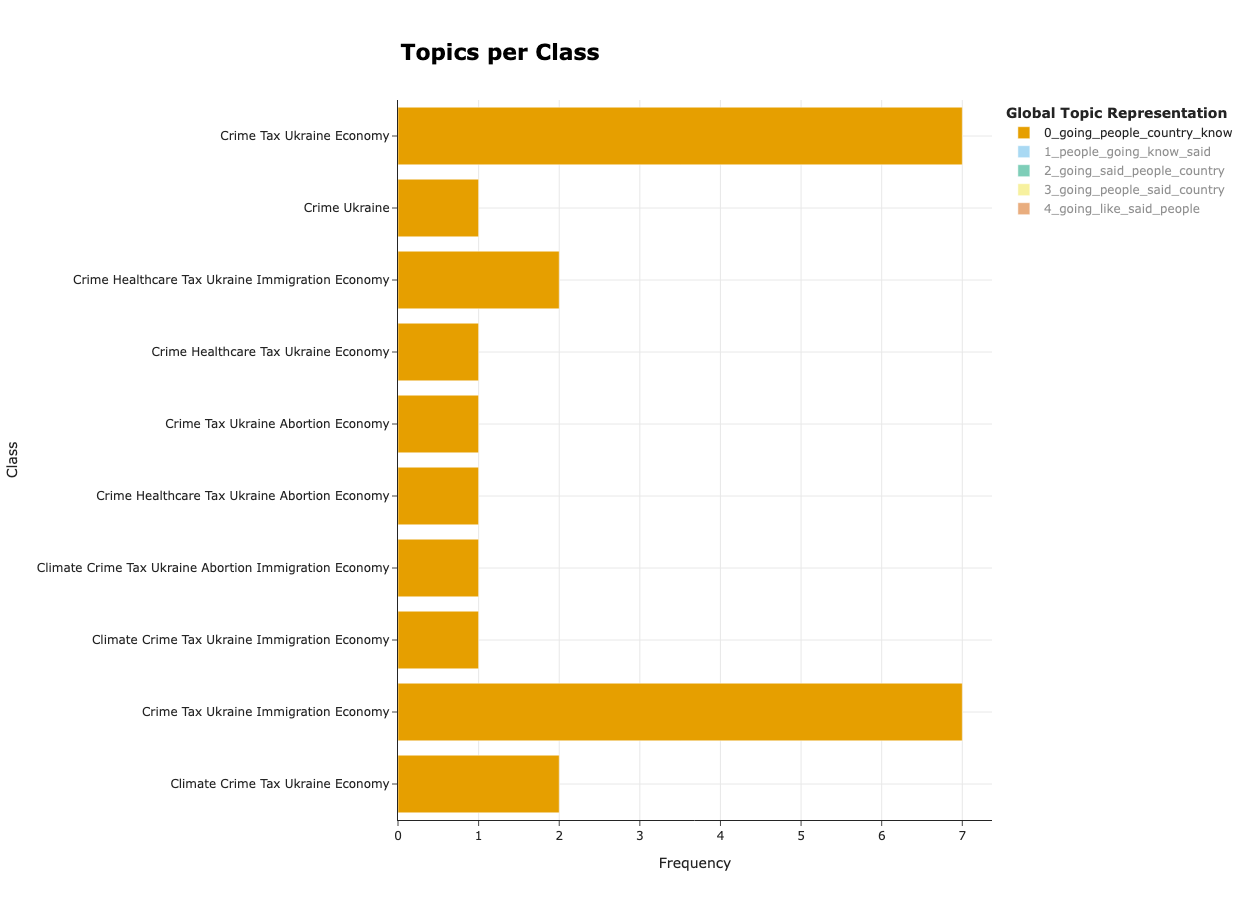 Topics per Class
Global Topic Representation
0_going_people_country_know
1_people_going_know_said
2_going_said_people_country
3_going_people_said_country
4_going_like_said_people
Class
Crime Tax Ukraine Economy
Crime Ukraine
Crime Healthcare Tax Ukraine Immigration Economy
Crime Healthcare Tax Ukraine Economy
Crime Tax Ukraine Abortion Economy
Crime Healthcare Tax Ukraine Abortion Economy
Climate Crime Tax Ukraine Abortion Immigration Economy
Climate Crime Tax Ukraine Immigration Economy
Crime Tax Ukraine Immigration Economy
Climate Crime Tax Ukraine Economy
0 1 2 3 4 5 6 7
Frequency